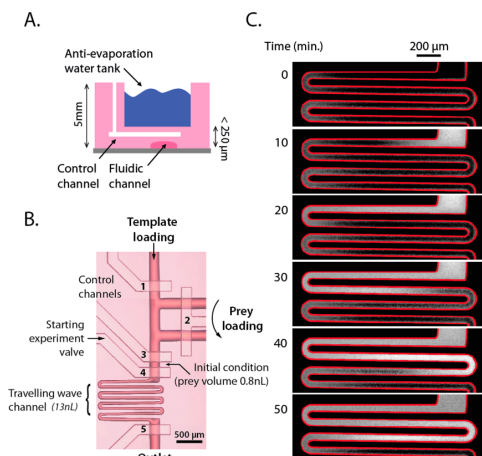 A.
Anti-evaporation
water tank
5mm
< 250 µm
Control
channel
Fluidic
channel
B.
Template
loading
Control
channels
1
2
Prey
loading
Starting
experiment
valve
3
4
Initial condition
(prey volume 0.8nL)
Travelling wave
channel (13nL)
5
500 µm
Outlet
C.
Time (min.)
200 µm
0
10
20
30
40
50